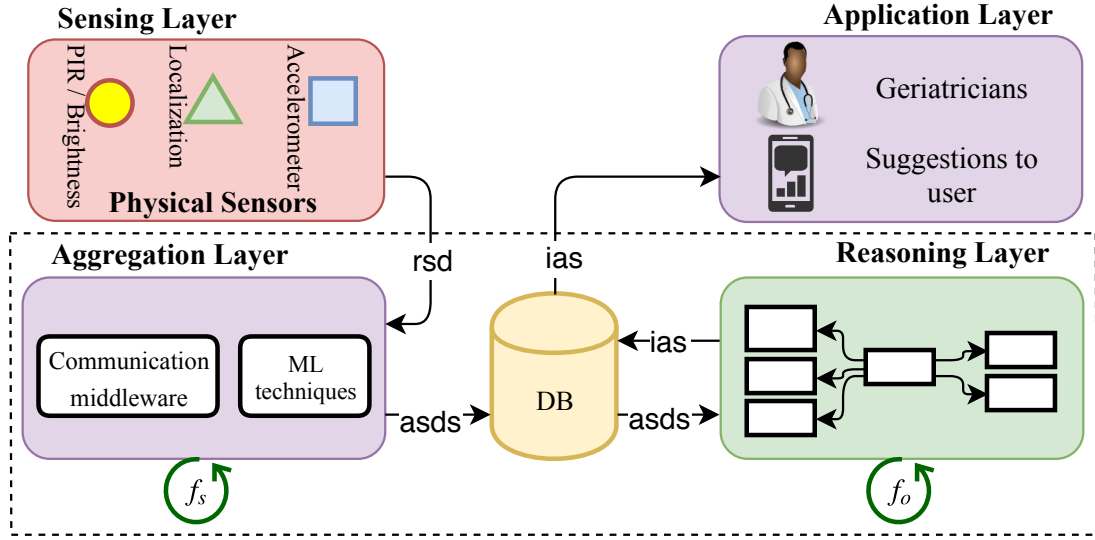 Sensing Layer
PIR / Brightness
Localization
Accelerometer
Physical Sensors
Application Layer
Geriatricians
Suggestions to
user
rsd
ias
Aggregation Layer
Communication
middleware
ML
techniques
asds
DB
ias
asds
Reasoning Layer
fs
fo